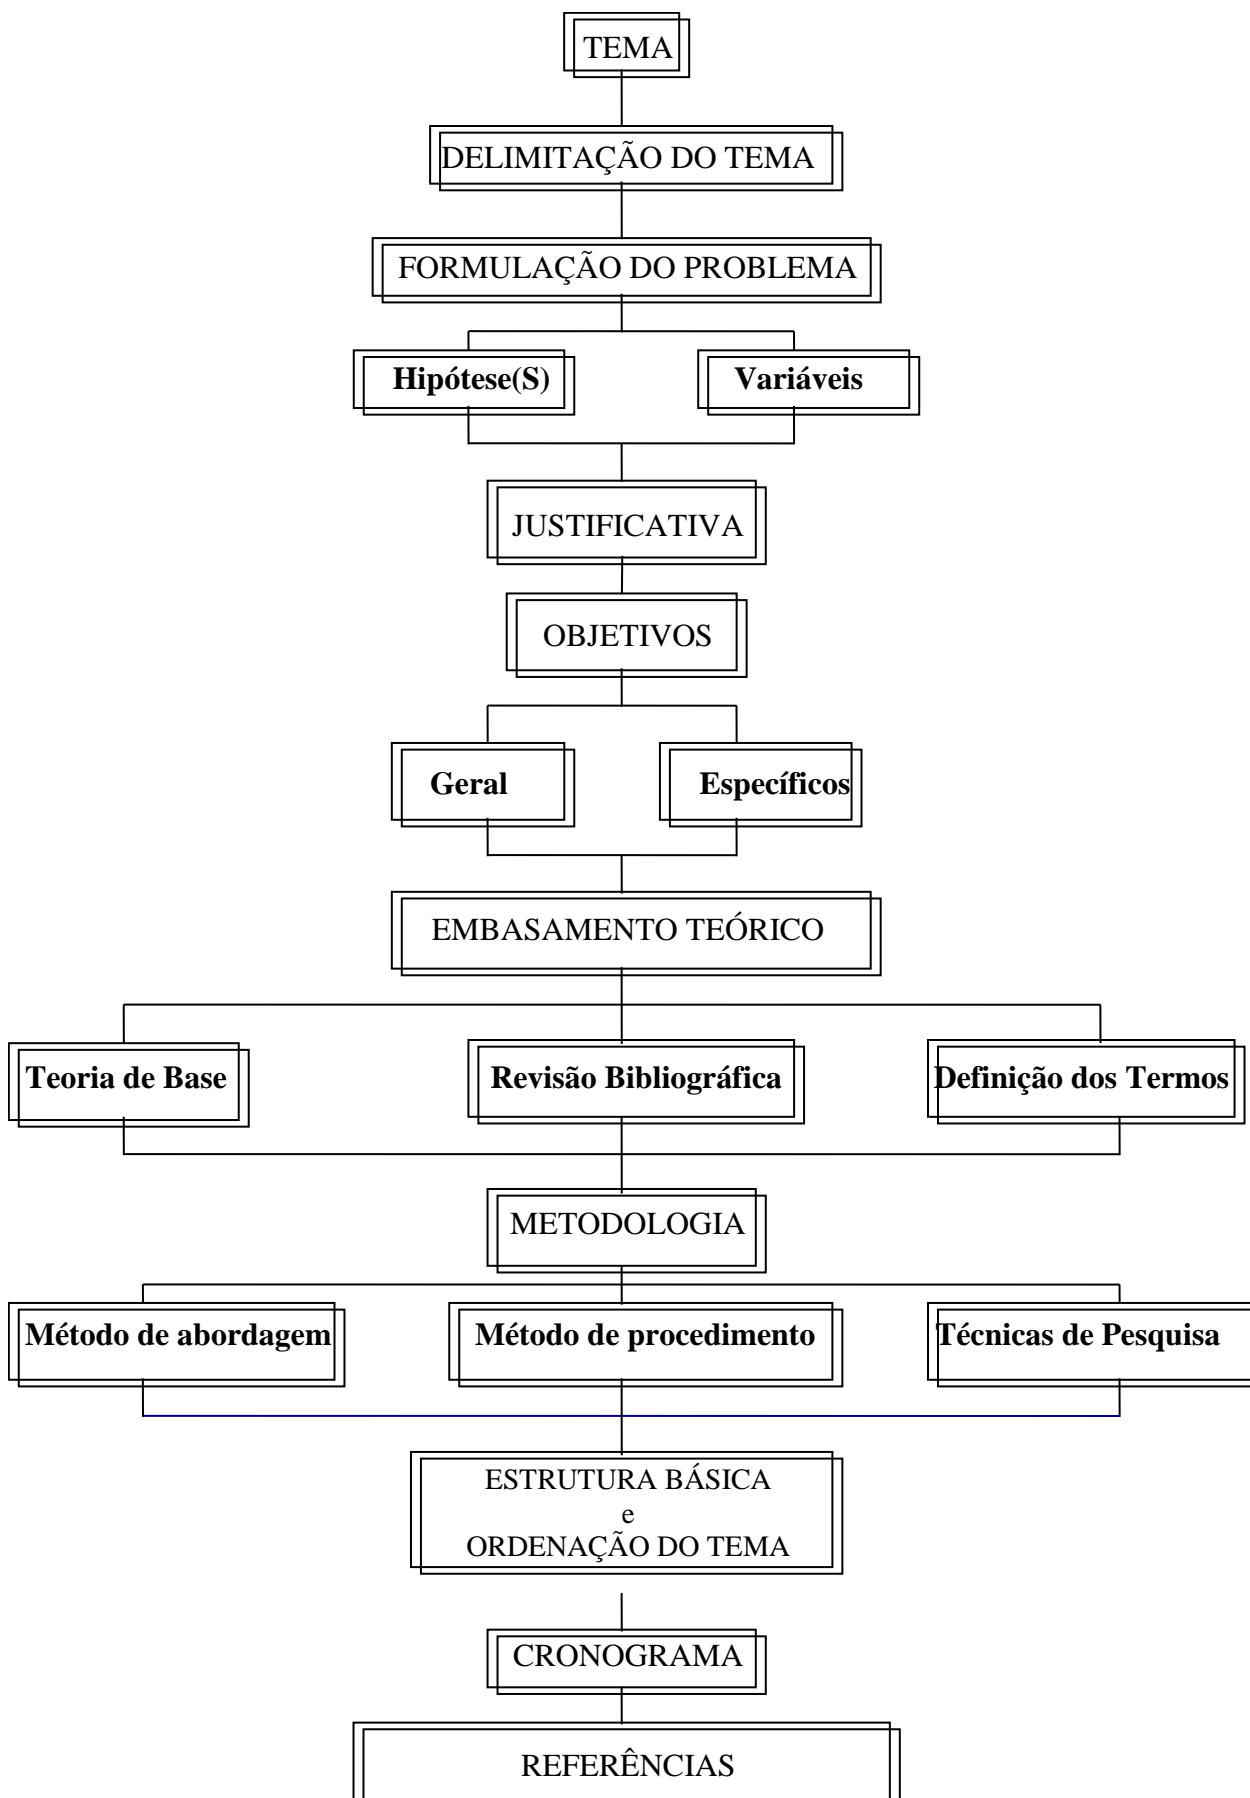 TEMA
DELIMITAÇÃO DO TEMA
FORMULAÇÃO DO PROBLEMA
Hipótese(S)
Variáveis
JUSTIFICATIVA
OBJETIVOS
Geral
Específicos
EMBASAMENTO TEÓRICO
Teoria de Base
Revisão Bibliográfica
Definição dos Termos
METODOLOGIA
Método de abordagem
Método de procedimento
Técnicas de Pesquisa
ESTRUTURA BÁSICA
e
ORDENAÇÃO DO TEMA
CRONOGRAMA
REFERÊNCIAS